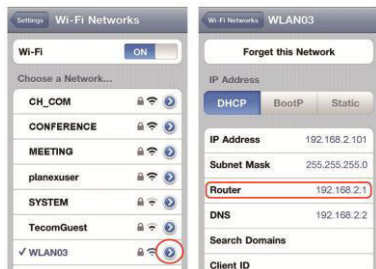 Settings
Wi-Fi Networks
Wi-Fi
ON
Choose a Network...
CH_COM
CONFERENCE
MEETING
planexuser
SYSTEM
TecomGuest
✓ WLAN03
Wi-Fi Networks
WLAN03
Forget this Network
IP Address
DHCP BootP Static
IP Address 192.168.2.101
Subnet Mask 255.255.255.0
Router 192.168.2.1
DNS 192.168.2.2
Search Domains
Client ID